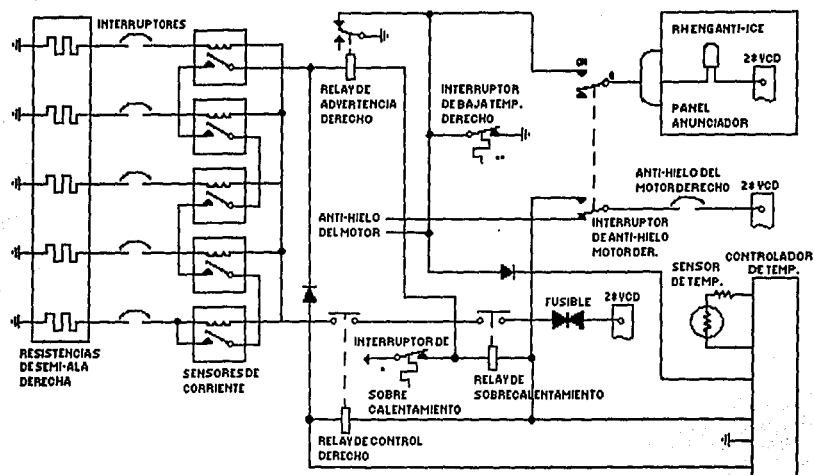 INTERRUPTORES
RELAY DE
ADVERTENCIA
DERECHO
INTERRUPTOR
DE BAJA TEMP.
DERECHO
RH ENG ANTI-ICE
28 VCD
PANEL
ANUNCIADOR
ANTI-HIELO
DEL MOTOR
ANTI-HIELO DEL
MOTOR DERECHO
28 VCD
INTERRUPTOR
DE ANTI-HIELO
MOTOR DER.
SENSOR
DE TEMP.
CONTROLADOR
DE TEMP.
FUSIBLE
28 VCD
RESISTENCIAS
DE SEMI-ALA
DERECHA
SENSORES DE
CORRIENTE
INTERRUPTOR DE
SOBRE
CALENTAMIENTO
RELAY DE
SOBRECALENTAMIENTO
RELAY DE CONTROL
DERECHO